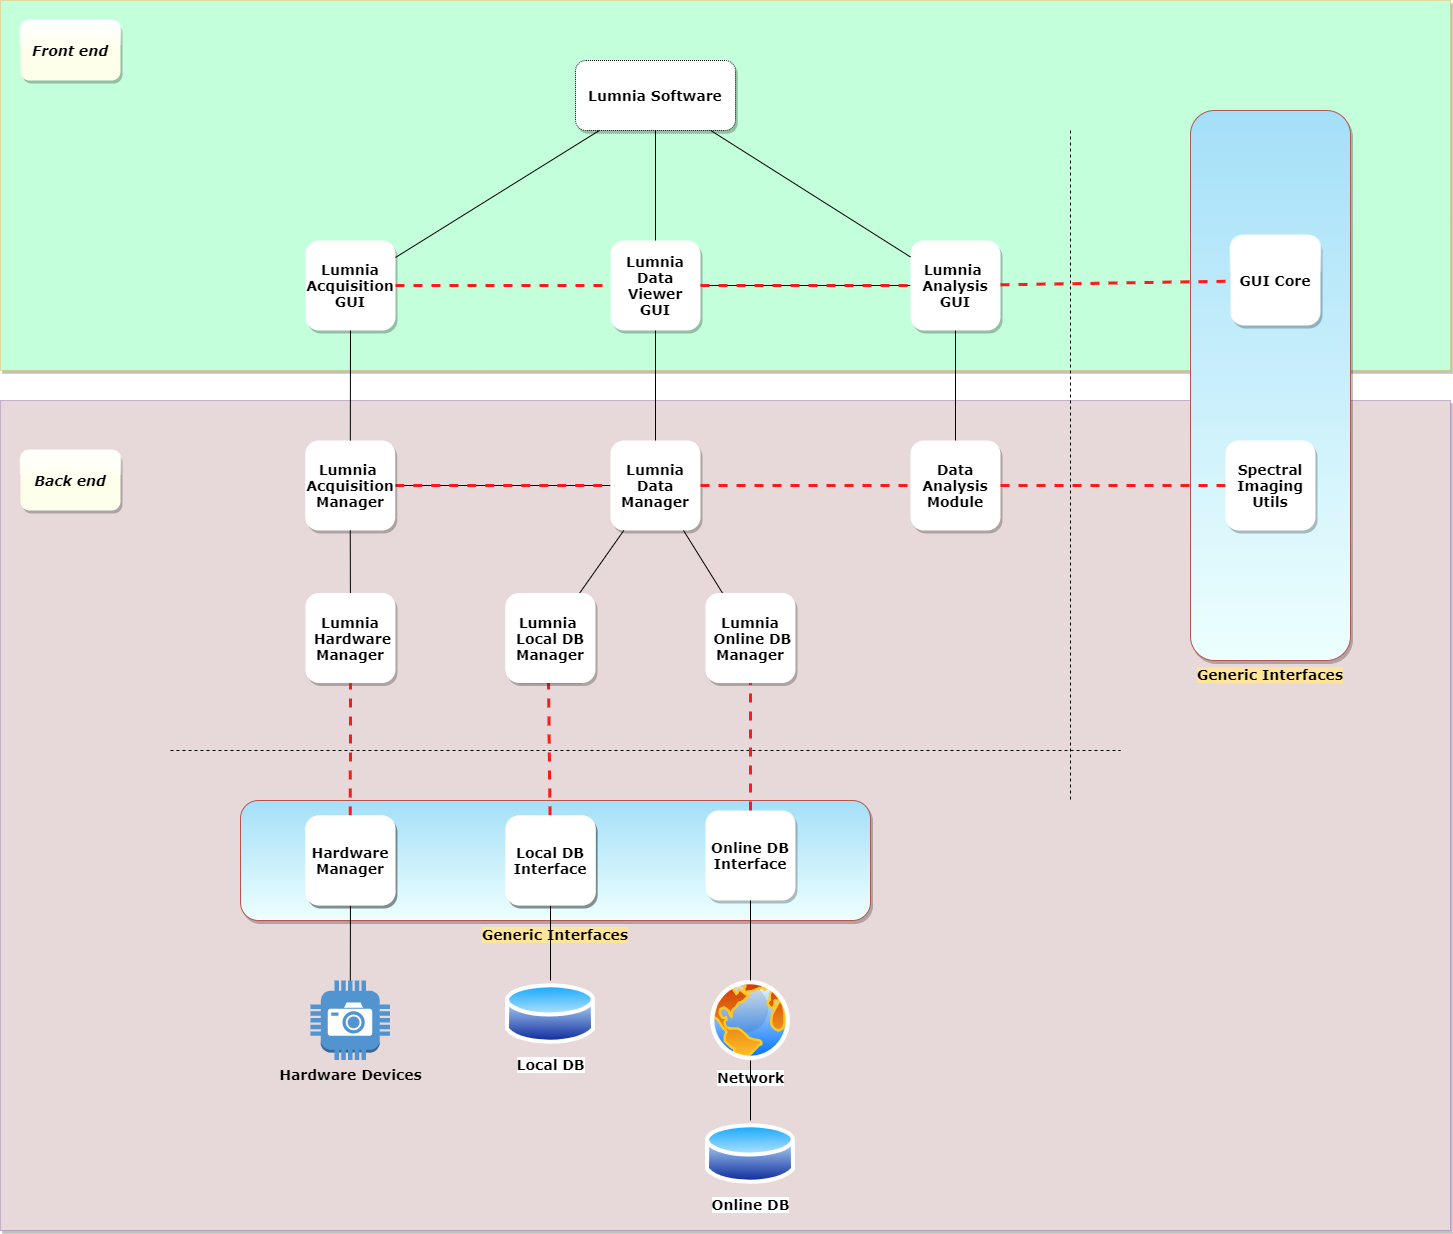 Front end
Lumnia Software
Lumnia
Acquisition
GUI
Lumnia
Data
Viewer
GUI
Lumnia
Analysis
GUI
GUI Core
Back end
Lumnia
Acquisition
Manager
Lumnia
Data
Manager
Data
Analysis
Module
Spectral
Imaging
Utils
Lumnia
Hardware
Manager
Lumnia
Local DB
Manager
Lumnia
Online DB
Manager
Generic Interfaces
Hardware
Manager
Local DB
Interface
Online DB
Interface
Generic Interfaces
Hardware Devices
Local DB
Network
Online DB